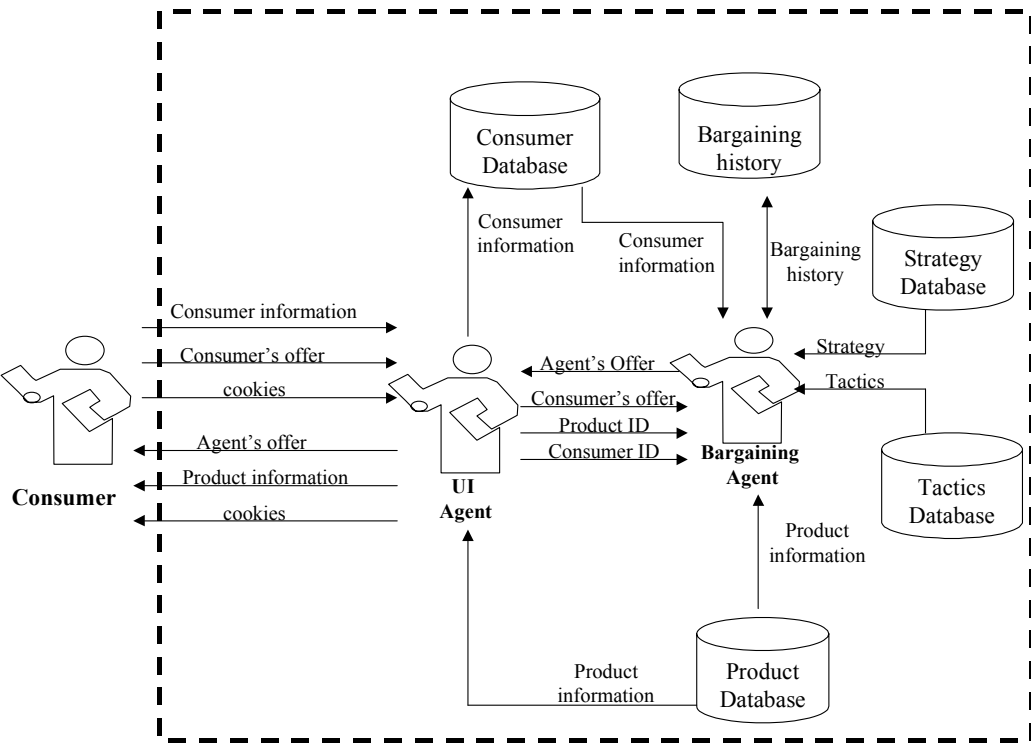 Consumer
Database
Bargaining
history
Consumer
information
Consumer
information
Bargaining
history
Strategy
Database
Consumer information
Consumer's offer
cookies
Agent's offer
Product information
cookies
Consumer
Agent's Offer
Consumer's offer
Product ID
Consumer ID
UI
Agent
Bargaining
Agent
Strategy
Tactics
Tactics
Database
Product
information
Product
information
Product
Database